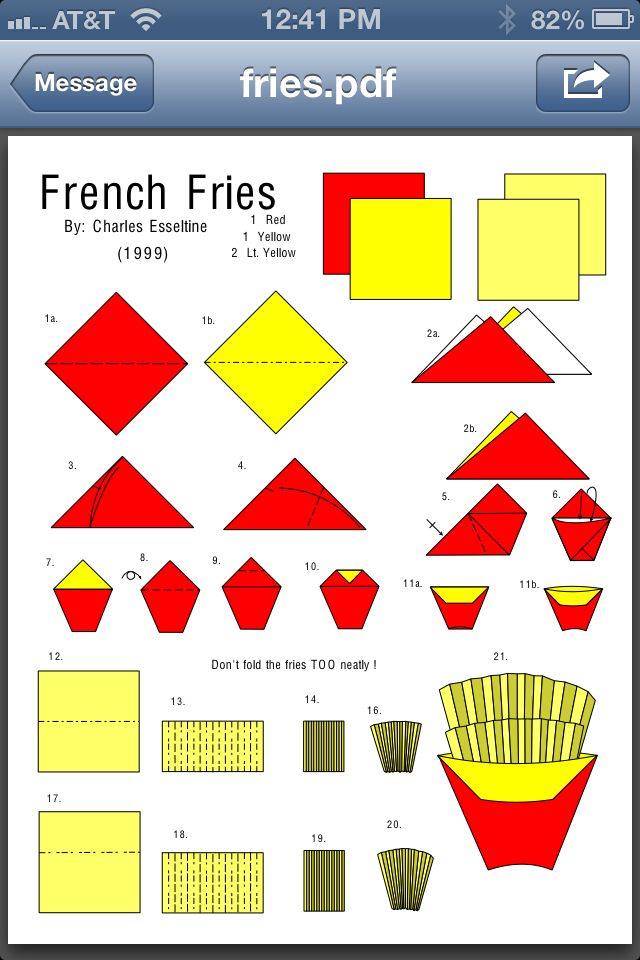 AT&T 12:41 PM 82%
Message fries.pdf
French Fries
By: Charles Esseltine
(1999)
1 Red
1 Yellow
2 Lt. Yellow
1a.
1b.
2a.
2b.
3.
4.
5.
6.
7.
8.
9.
10.
11a.
11b.
12.
Don't fold the fries TOO neatly !
21.
13.
14.
16.
17.
18.
19.
20.